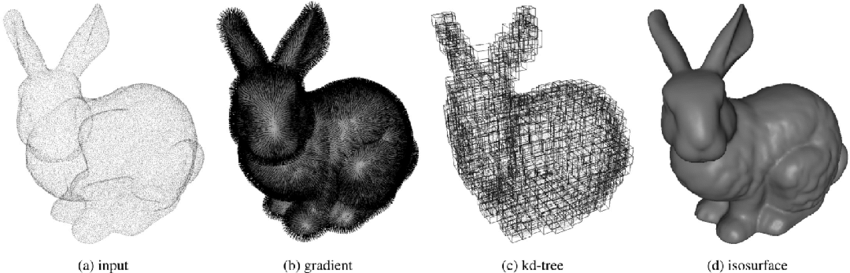 (a) input
(b) gradient
(c) kd-tree
(d) isosurface